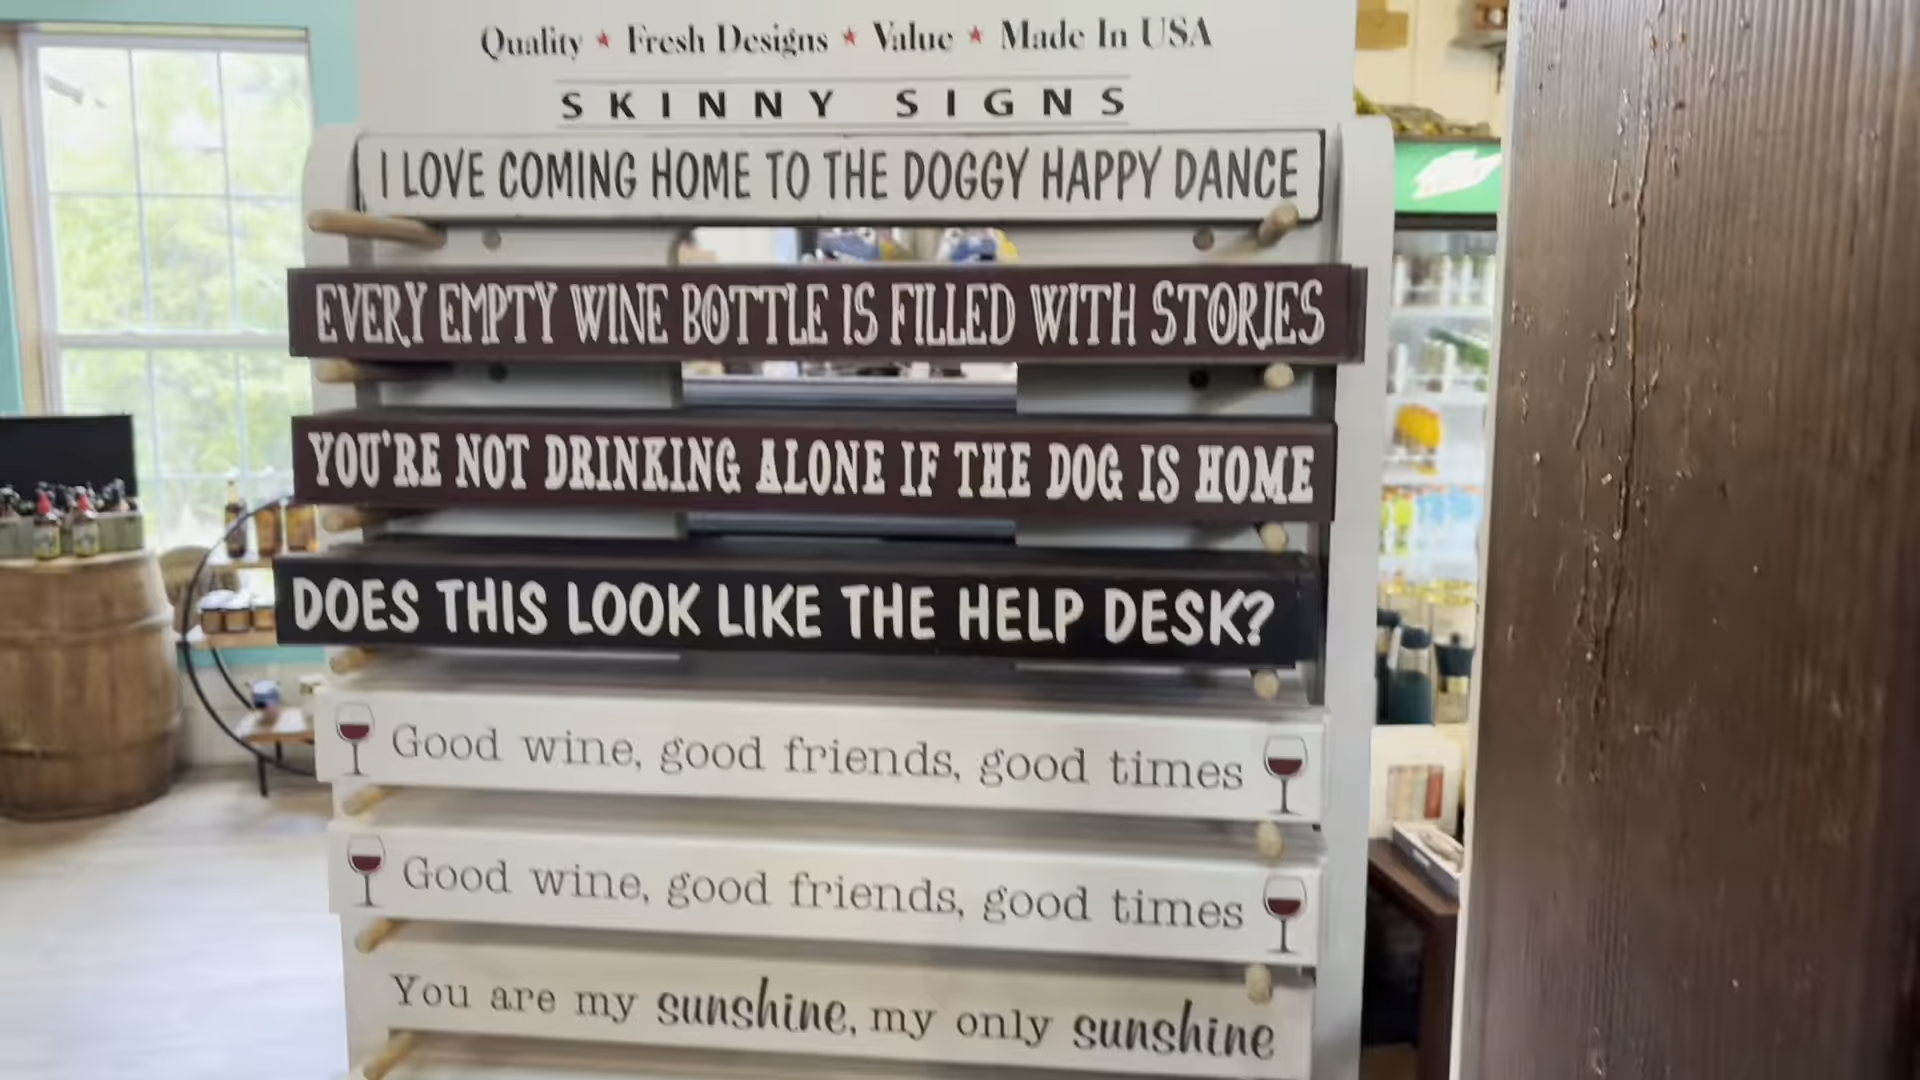 Quality ★ Fresh Designs ★ Value ★ Made In USA
SKINNY SIGNS
I LOVE COMING HOME TO THE DOGGY HAPPY DANCE
EVERY EMPTY WINE BOTTLE IS FILLED WITH STORIES
YOU'RE NOT DRINKING ALONE IF THE DOG IS HOME
DOES THIS LOOK LIKE THE HELP DESK?
Good wine, good friends, good times
Good wine, good friends, good times
You are my sunshine, my only sunshine